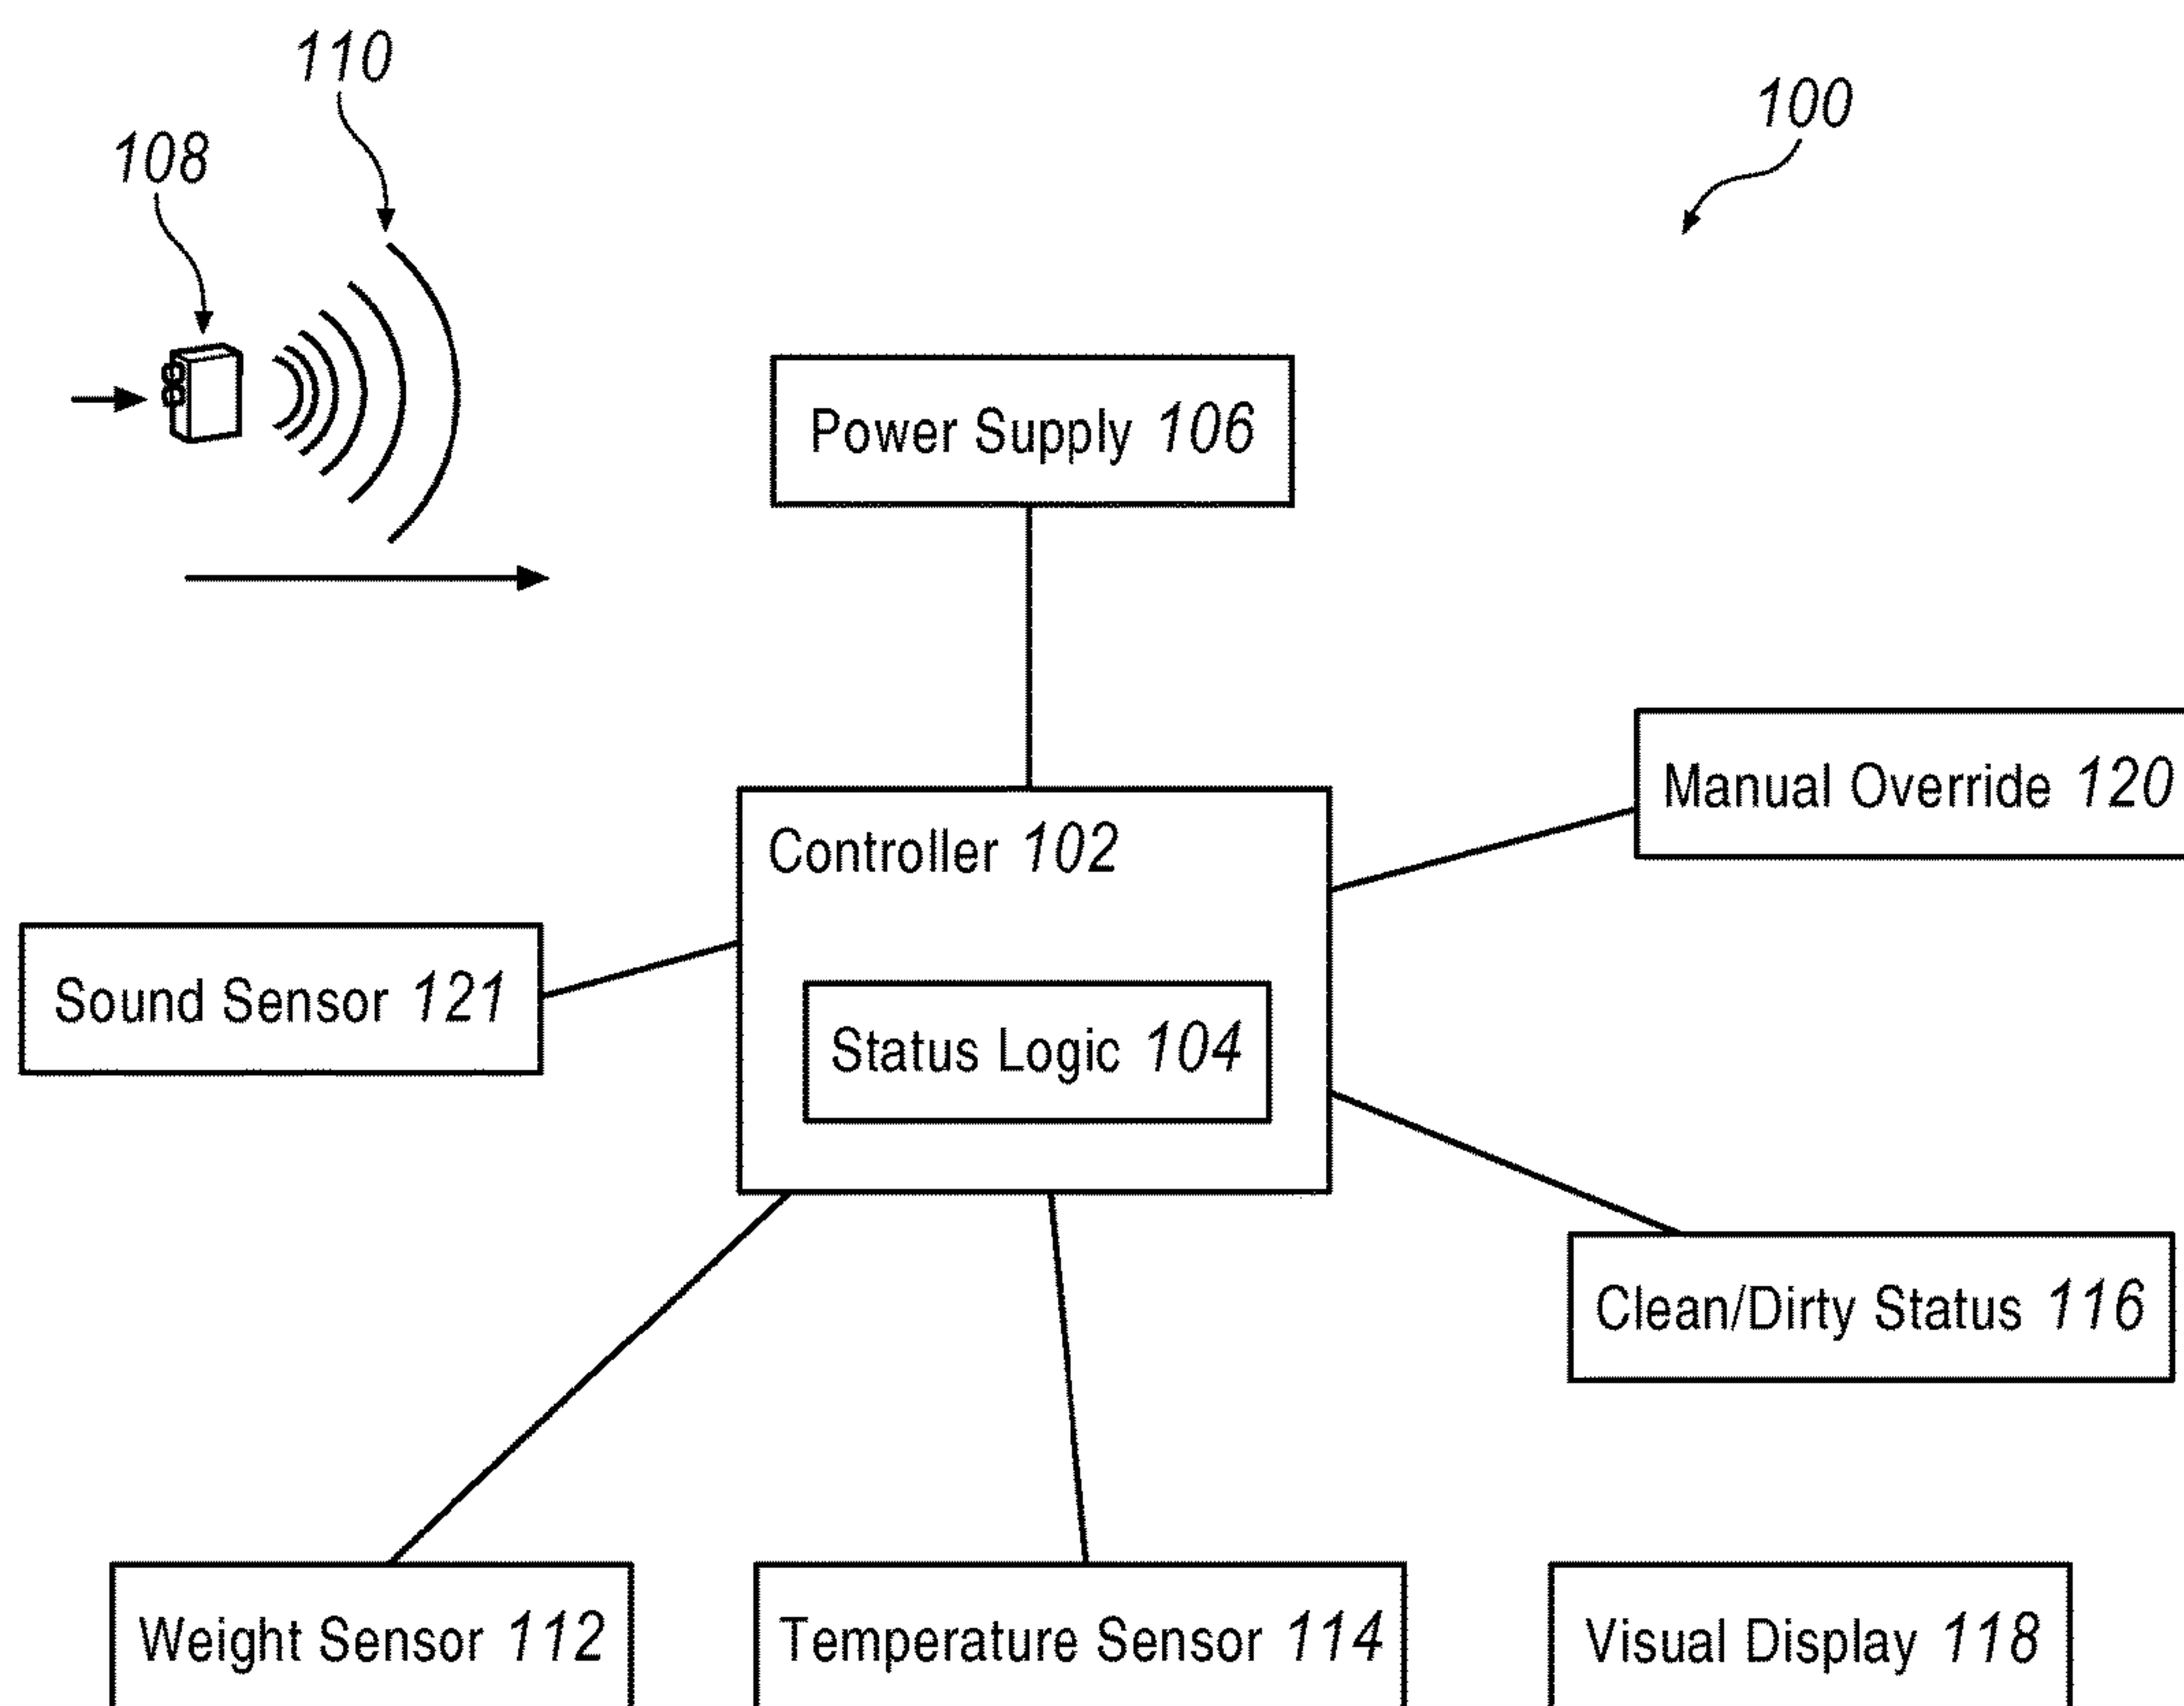 110
100
108
Power Supply 106
Manual Override 120
Controller 102
Sound Sensor 121
Status Logic 104
Clean/Dirty Status 116
Weight Sensor 112
Temperature Sensor 114
Visual Display 118